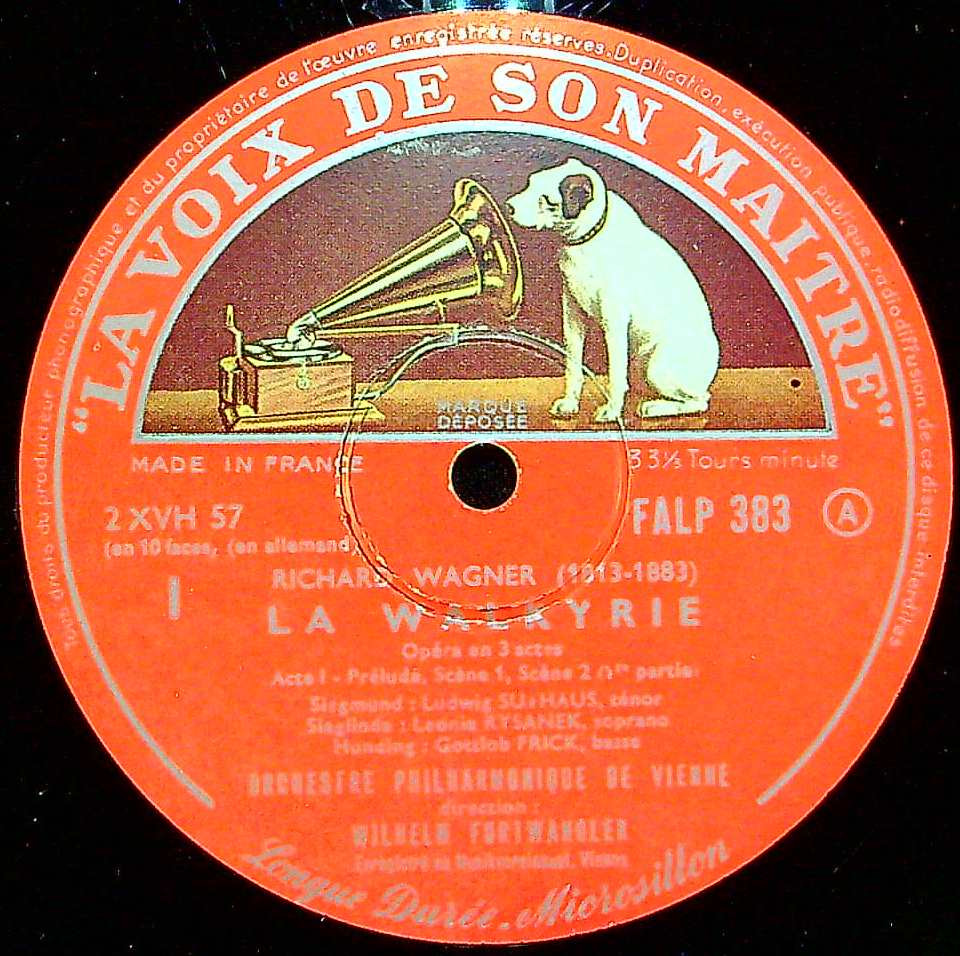 Tous droits du producteur phonographique et du propriétaire de l'œuvre enregistrée réservés. Duplication, exécution publique, radiodiffusion de ce disque interdites
"LA VOIX DE SON MAITRE"
MARQUE
DÉPOSÉE
MADE IN FRANCE
33⅓ Tours minute
2 XVH 57
FALP 383 A
(en 10 faces, (en allemand)
RICHARD WAGNER (1813-1883)
I
LA WALKYRIE
Opéra en 3 actes
Acte I - Prélude, Scène 1, Scène 2 (1re partie)
Siegmund : Ludwig SUTHAUS, ténor
Sieglinde : Leonie RYSANEK, soprano
Hunding : Gottlob FRICK, basse
ORCHESTRE PHILHARMONIQUE DE VIENNE
direction :
WILHELM FURTWANGLER
Enregistré au Musikvereinsaal, Vienne
Longue Durée. Microsillon